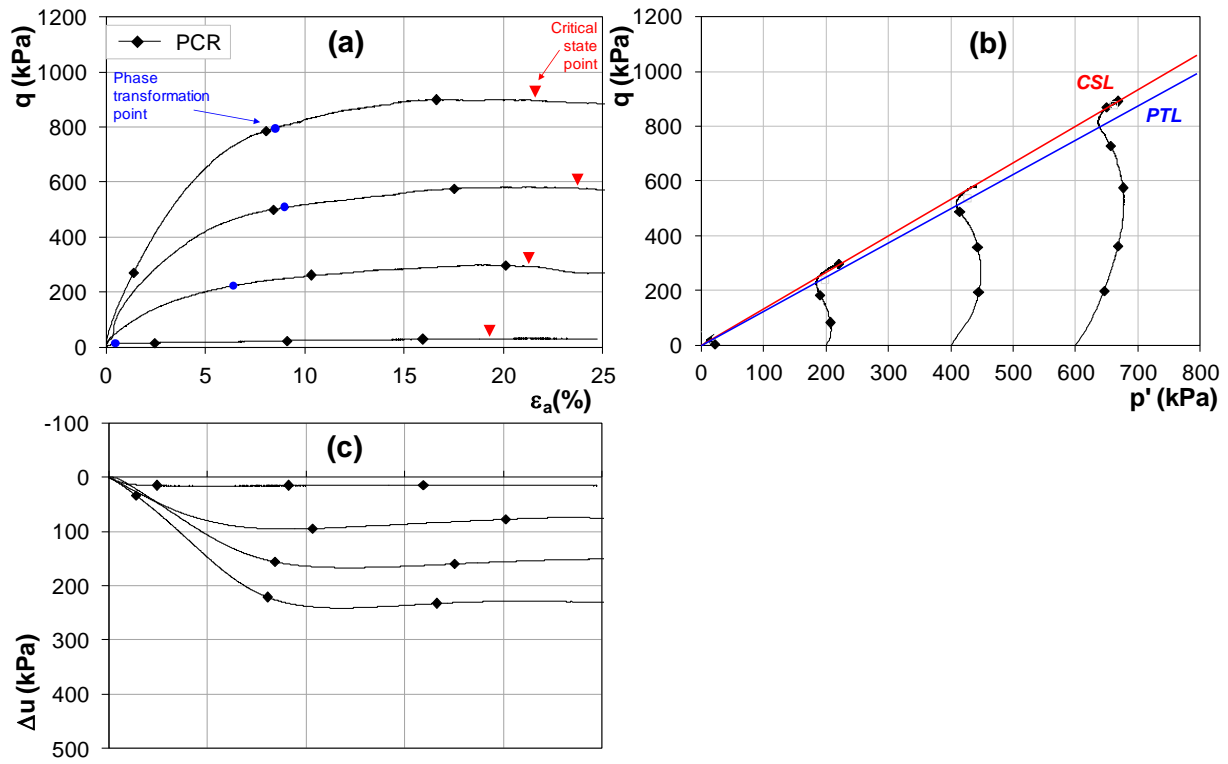 (a)
PCR
Phase
transformation
point
Critical
state
point
q (kPa)
1200
1000
800
600
400
200
0
0 5 10 15 20 25
εa(%)
(b)
CSL
PTL
q (kPa)
1200
1000
800
600
400
200
0
0 100 200 300 400 500 600 700 800
p' (kPa)
(c)
Δu (kPa)
-100
0
100
200
300
400
500